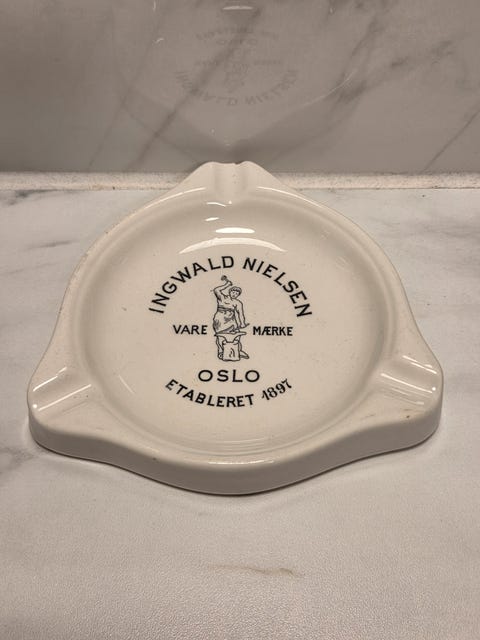 INGWALD NIELSEN
VARE MÆRKE
OSLO
ETABLERET 1897